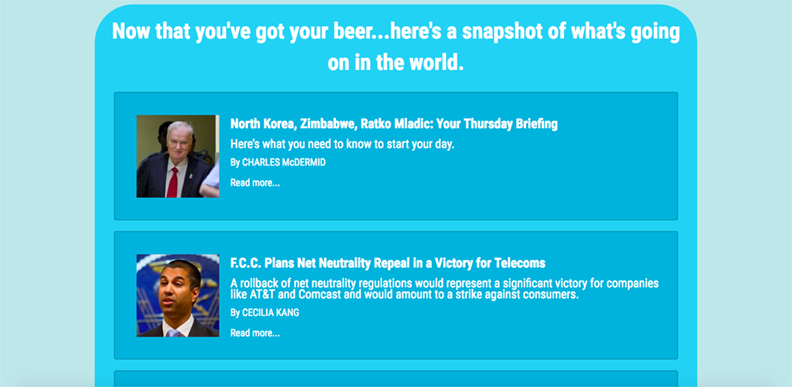 Now that you've got your beer...here's a snapshot of what's going
on in the world.
North Korea, Zimbabwe, Ratko Mladic: Your Thursday Briefing
Here's what you need to know to start your day.
By CHARLES McDERMID
Read more...
F.C.C. Plans Net Neutrality Repeal in a Victory for Telecoms
A rollback of net neutrality regulations would represent a significant victory for companies
like AT&T and Comcast and would amount to a strike against consumers.
By CECILIA KANG
Read more...